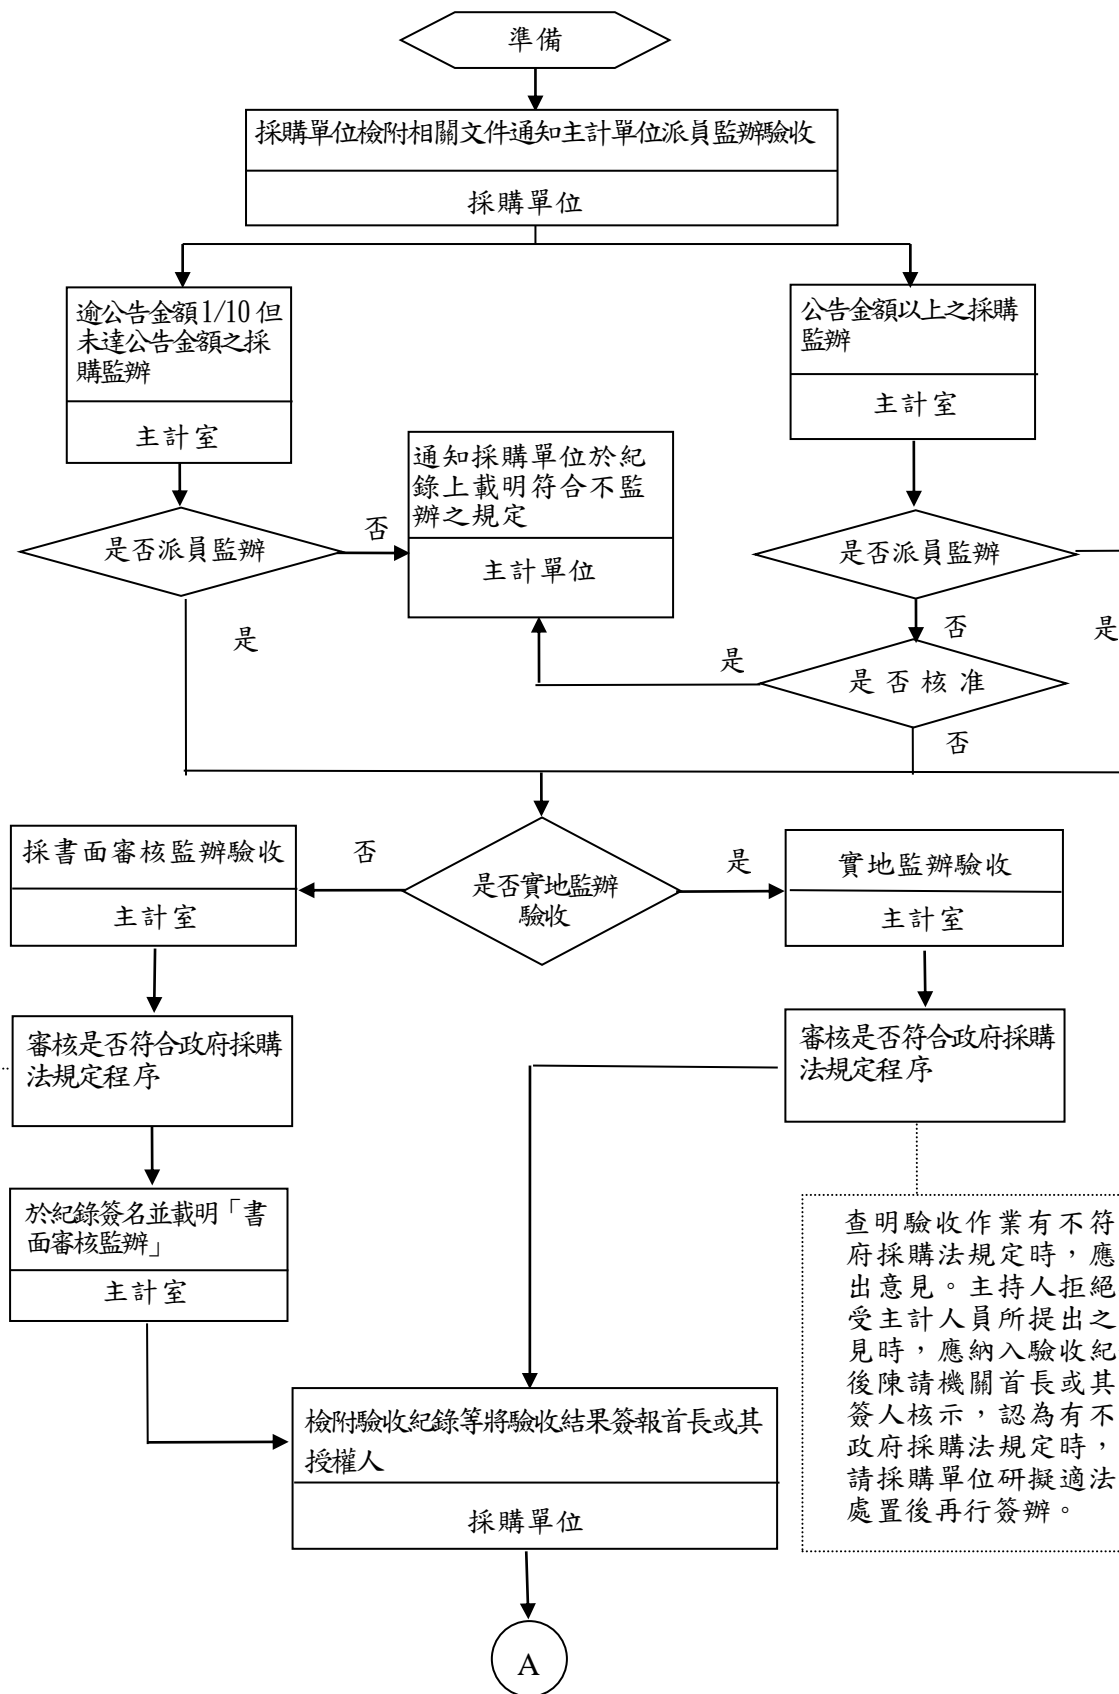 準備
採購單位檢附相關文件通知主計單位派員監辦驗收
採購單位
逾公告金額1/10但
未達公告金額之採
購監辦
主計室
公告金額以上之採購
監辦
主計室
通知採購單位於紀
錄上載明符合不監
辦之規定
主計單位
是否派員監辦
否
是
是否派員監辦
否
是
是否核准
是
否
是否實地監辦
驗收
否
是
採書面審核監辦驗收
主計室
實地監辦驗收
主計室
審核是否符合政府採購
法規定程序
審核是否符合政府採購
法規定程序
於紀錄簽名並載明「書
面審核監辦」
主計室
查明驗收作業有不符
府採購法規定時，應
出意見。主持人拒絕
受主計人員所提出之
見時，應納入驗收紀
後陳請機關首長或其
簽人核示，認為有不
政府採購法規定時，
請採購單位研擬適法
處置後再行簽辦。
檢附驗收紀錄等將驗收結果簽報首長或其
授權人
採購單位
A